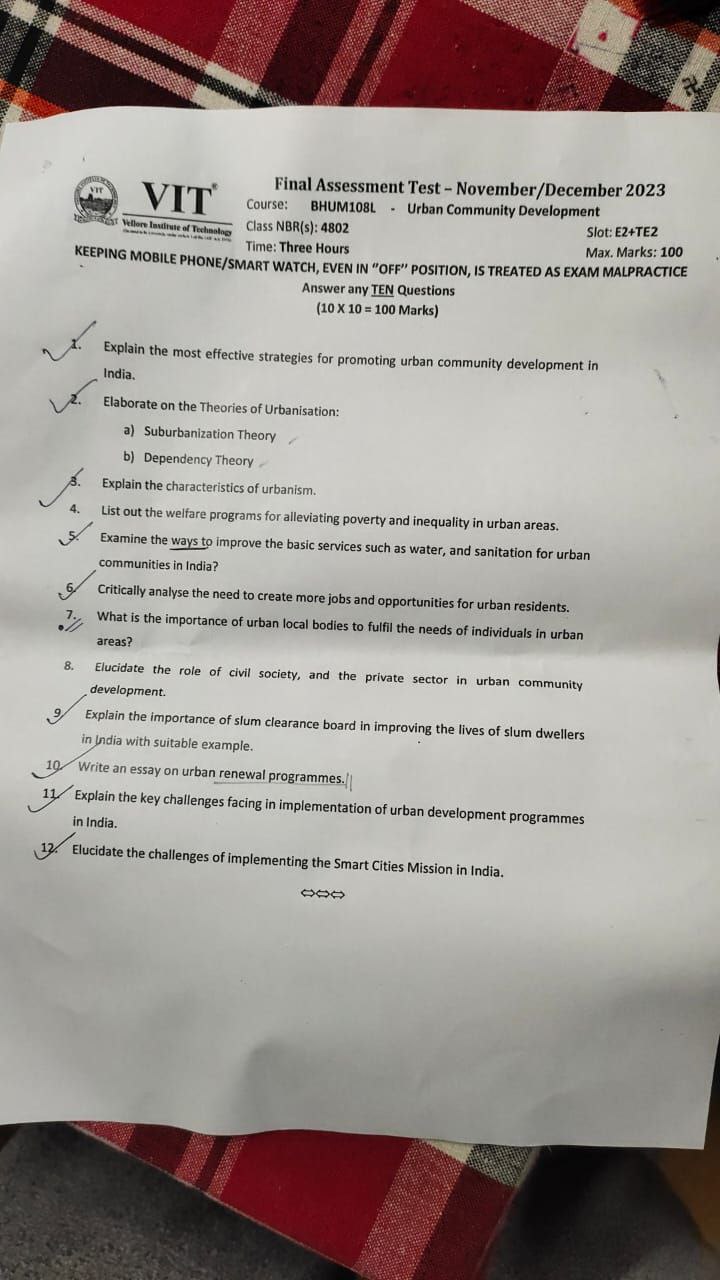 VIT
Vellore Institute of Technology
Final Assessment Test – November/December 2023
Course: BHUM108L - Urban Community Development
Class NBR(s): 4802
Slot: E2+TE2
Time: Three Hours
Max. Marks: 100
KEEPING MOBILE PHONE/SMART WATCH, EVEN IN "OFF" POSITION, IS TREATED AS EXAM MALPRACTICE
Answer any TEN Questions
(10 X 10 = 100 Marks)
1. Explain the most effective strategies for promoting urban community development in
India.
2. Elaborate on the Theories of Urbanisation:
a) Suburbanization Theory
b) Dependency Theory
3. Explain the characteristics of urbanism.
4. List out the welfare programs for alleviating poverty and inequality in urban areas.
5. Examine the ways to improve the basic services such as water, and sanitation for urban
communities in India?
6. Critically analyse the need to create more jobs and opportunities for urban residents.
7. What is the importance of urban local bodies to fulfil the needs of individuals in urban
areas?
8. Elucidate the role of civil society, and the private sector in urban community
development.
9. Explain the importance of slum clearance board in improving the lives of slum dwellers
in India with suitable example.
10. Write an essay on urban renewal programmes.
11. Explain the key challenges facing in implementation of urban development programmes
in India.
12. Elucidate the challenges of implementing the Smart Cities Mission in India.